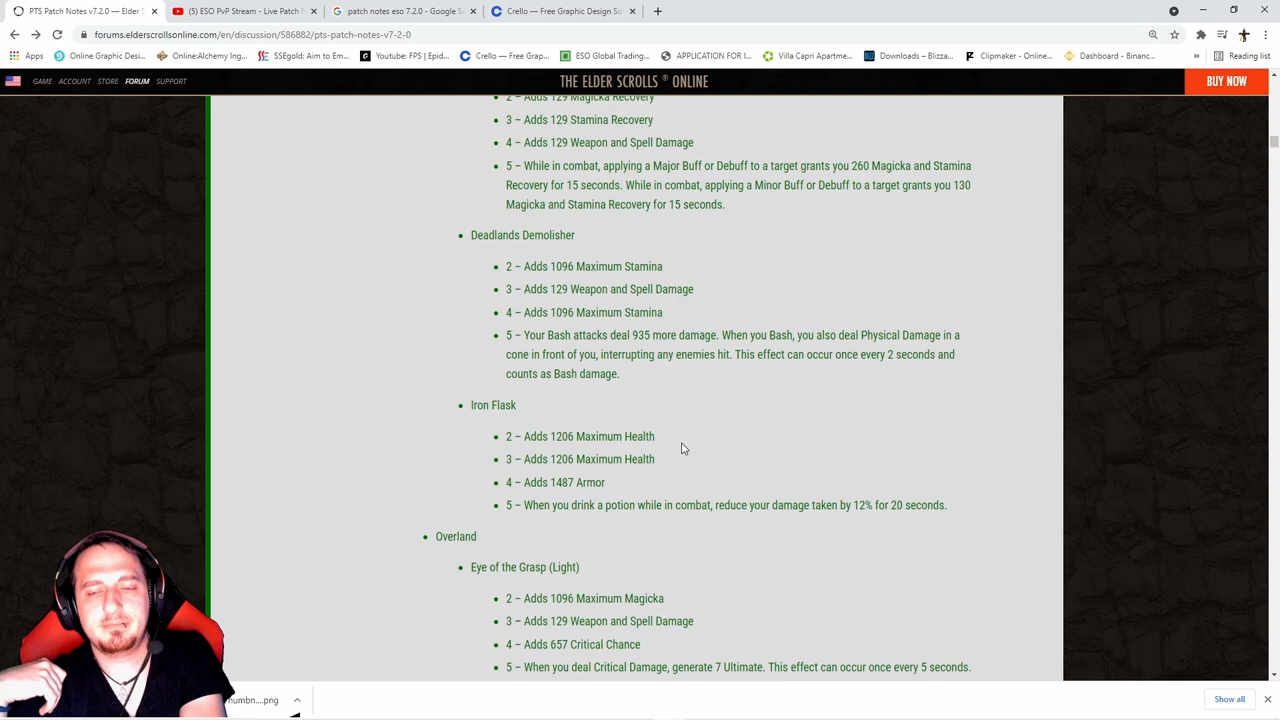 PTS Patch Notes v7.2.0 — Elder S
(5) ESO PvP Stream - Live Patch N
patch notes eso 7.2.0 - Google S
Crello — Free Graphic Design So
forums.elderscrollsonline.com/en/discussion/586882/pts-patch-notes-v7-2-0
Apps
Online Graphic Desi...
Online:Alchemy Ing...
SSEgold: Aim to Em...
Youtube: FPS | Epid...
Crello — Free Grap...
ESO Global Trading...
APPLICATION FOR I...
Villa Capri Apartme...
Downloads – Blizza...
Clipmaker - Online...
Dashboard - Binanc...
»
Reading list
GAME ACCOUNT STORE FORUM SUPPORT
THE ELDER SCROLLS ® ONLINE
BUY NOW
2 – Adds 129 Magicka Recovery
3 – Adds 129 Stamina Recovery
4 – Adds 129 Weapon and Spell Damage
5 – While in combat, applying a Major Buff or Debuff to a target grants you 260 Magicka and Stamina
Recovery for 15 seconds. While in combat, applying a Minor Buff or Debuff to a target grants you 130
Magicka and Stamina Recovery for 15 seconds.
Deadlands Demolisher
2 – Adds 1096 Maximum Stamina
3 – Adds 129 Weapon and Spell Damage
4 – Adds 1096 Maximum Stamina
5 – Your Bash attacks deal 935 more damage. When you Bash, you also deal Physical Damage in a
cone in front of you, interrupting any enemies hit. This effect can occur once every 2 seconds and
counts as Bash damage.
Iron Flask
2 – Adds 1206 Maximum Health
3 – Adds 1206 Maximum Health
4 – Adds 1487 Armor
5 – When you drink a potion while in combat, reduce your damage taken by 12% for 20 seconds.
Overland
Eye of the Grasp (Light)
2 – Adds 1096 Maximum Magicka
3 – Adds 129 Weapon and Spell Damage
4 – Adds 657 Critical Chance
5 – When you deal Critical Damage, generate 7 Ultimate. This effect can occur once every 5 seconds.
humbn....png
Show all